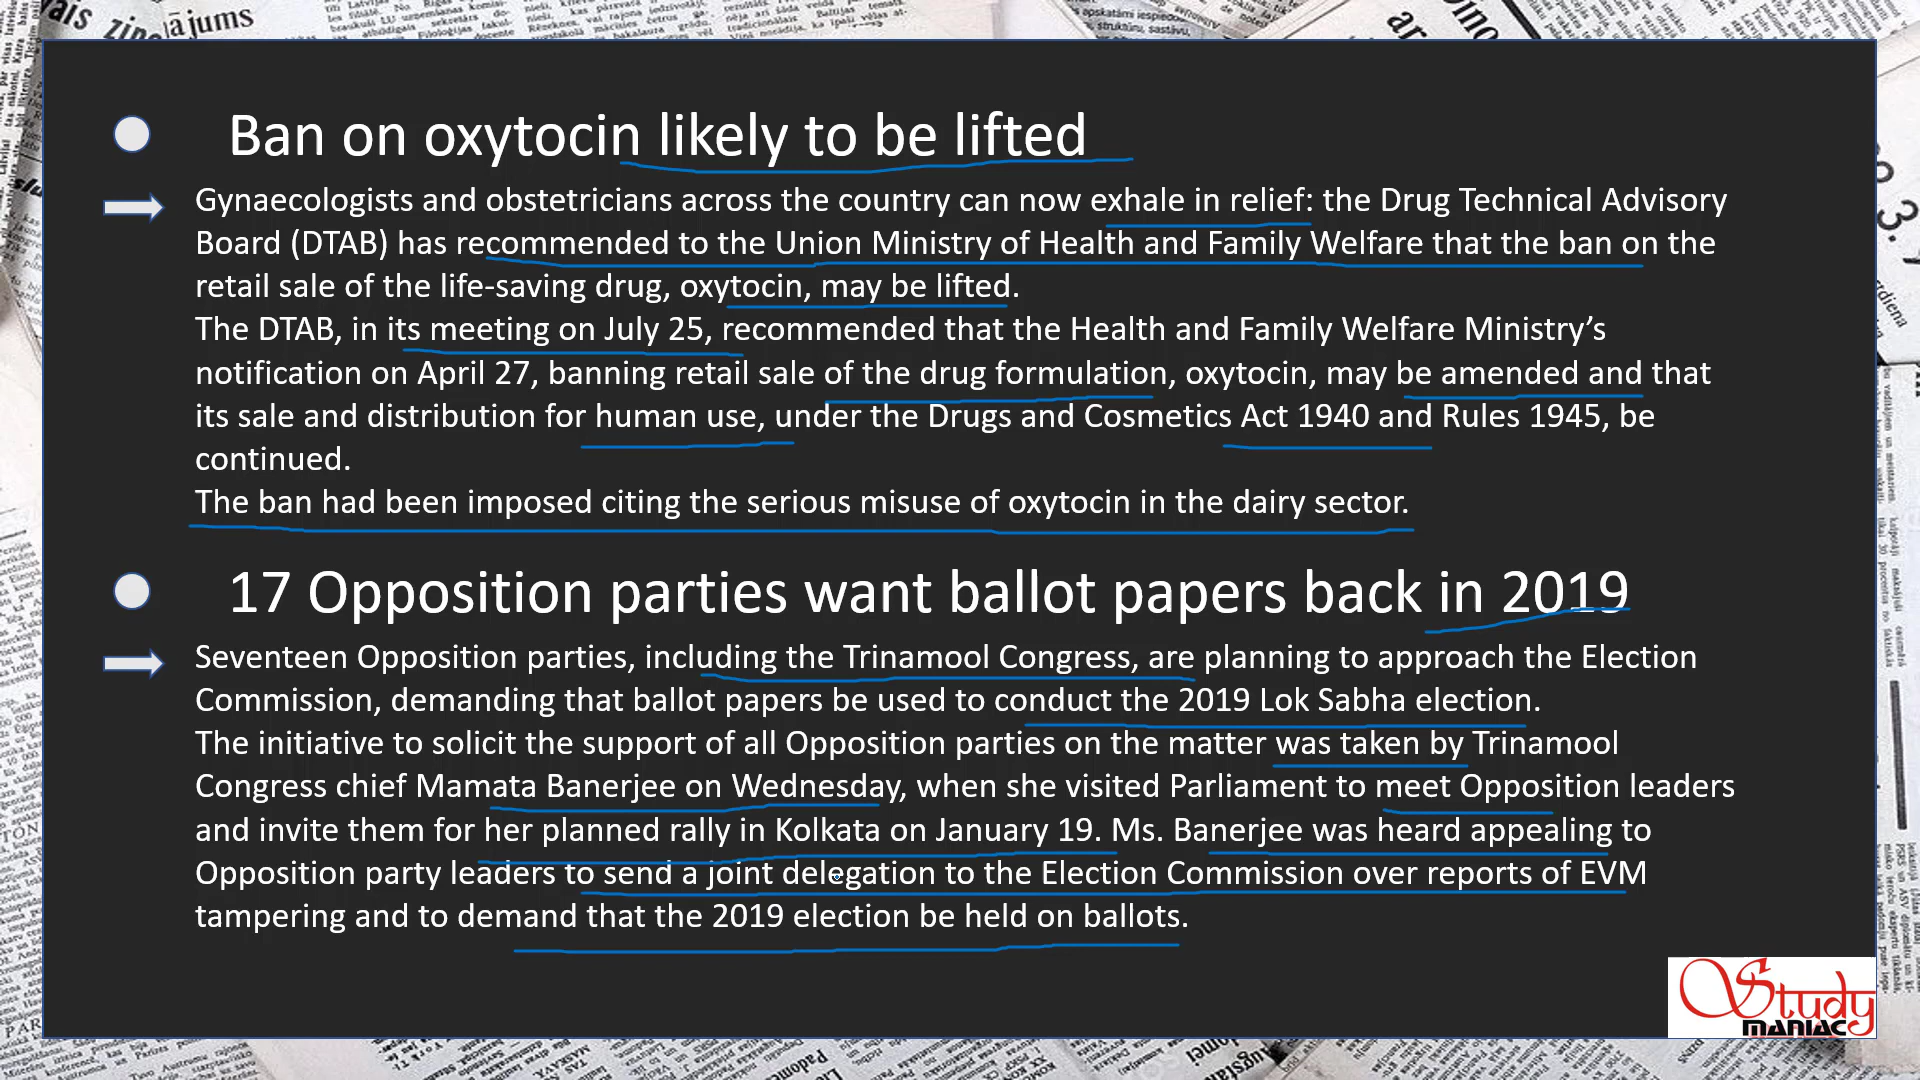 Ban on oxytocin likely to be lifted
Gynaecologists and obstetricians across the country can now exhale in relief: the Drug Technical Advisory
Board (DTAB) has recommended to the Union Ministry of Health and Family Welfare that the ban on the
retail sale of the life-saving drug, oxytocin, may be lifted.
The DTAB, in its meeting on July 25, recommended that the Health and Family Welfare Ministry’s
notification on April 27, banning retail sale of the drug formulation, oxytocin, may be amended and that
its sale and distribution for human use, under the Drugs and Cosmetics Act 1940 and Rules 1945, be
continued.
The ban had been imposed citing the serious misuse of oxytocin in the dairy sector.
17 Opposition parties want ballot papers back in 2019
Seventeen Opposition parties, including the Trinamool Congress, are planning to approach the Election
Commission, demanding that ballot papers be used to conduct the 2019 Lok Sabha election.
The initiative to solicit the support of all Opposition parties on the matter was taken by Trinamool
Congress chief Mamata Banerjee on Wednesday, when she visited Parliament to meet Opposition leaders
and invite them for her planned rally in Kolkata on January 19. Ms. Banerjee was heard appealing to
Opposition party leaders to send a joint delegation to the Election Commission over reports of EVM
tampering and to demand that the 2019 election be held on ballots.
Study
MANIAC